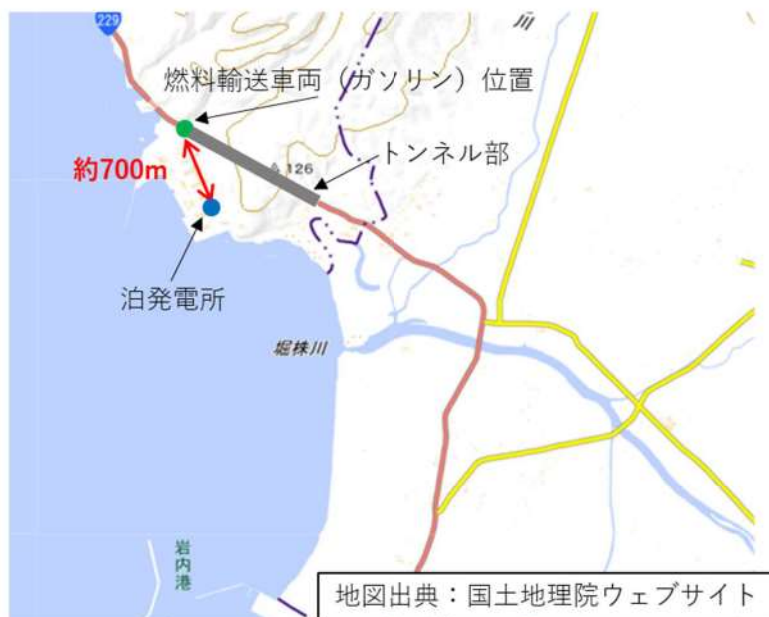 229
川
燃料輸送車両（ガソリン）位置
トンネル部
約700m
126
泊発電所
堀株川
岩内港
地図出典：国土地理院ウェブサイト